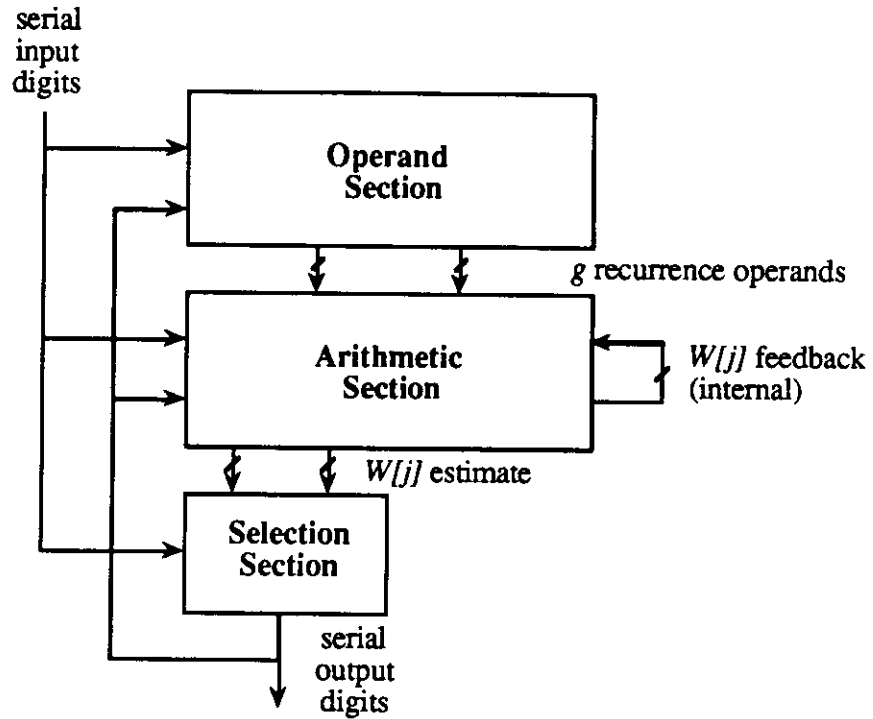 serial
input
digits
Operand
Section
g recurrence operands
Arithmetic
Section
W[j] feedback
(internal)
W[j] estimate
Selection
Section
serial
output
digits